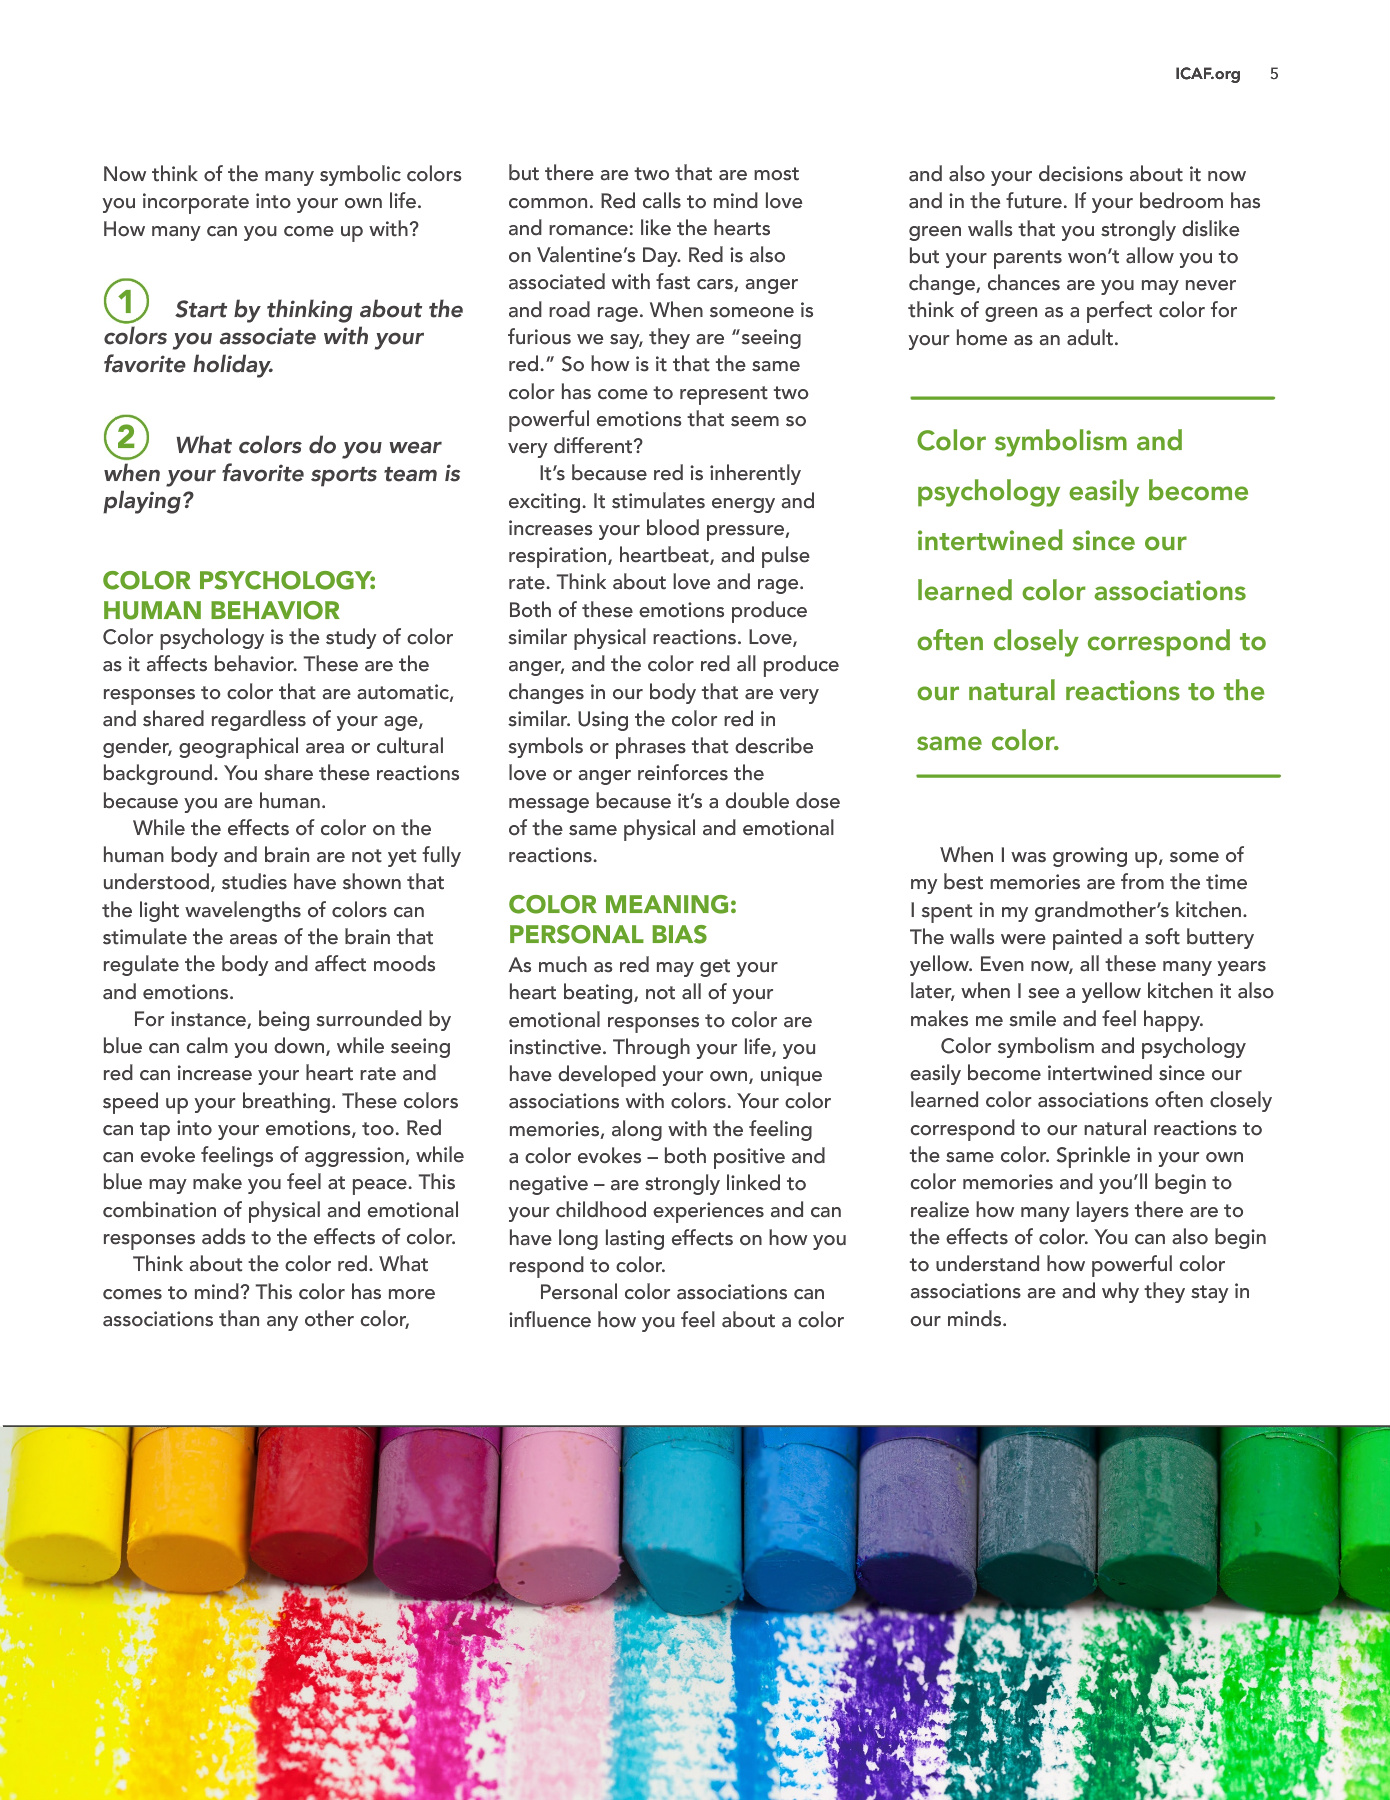 ICAF.org 5
Now think of the many symbolic colors
you incorporate into your own life.
How many can you come up with?
1 Start by thinking about the
colors you associate with your
favorite holiday.
2 What colors do you wear
when your favorite sports team is
playing?
COLOR PSYCHOLOGY:
HUMAN BEHAVIOR
Color psychology is the study of color
as it affects behavior. These are the
responses to color that are automatic,
and shared regardless of your age,
gender, geographical area or cultural
background. You share these reactions
because you are human.
While the effects of color on the
human body and brain are not yet fully
understood, studies have shown that
the light wavelengths of colors can
stimulate the areas of the brain that
regulate the body and affect moods
and emotions.
For instance, being surrounded by
blue can calm you down, while seeing
red can increase your heart rate and
speed up your breathing. These colors
can tap into your emotions, too. Red
can evoke feelings of aggression, while
blue may make you feel at peace. This
combination of physical and emotional
responses adds to the effects of color.
Think about the color red. What
comes to mind? This color has more
associations than any other color,
but there are two that are most
common. Red calls to mind love
and romance: like the hearts
on Valentine’s Day. Red is also
associated with fast cars, anger
and road rage. When someone is
furious we say, they are “seeing
red.” So how is it that the same
color has come to represent two
powerful emotions that seem so
very different?
It’s because red is inherently
exciting. It stimulates energy and
increases your blood pressure,
respiration, heartbeat, and pulse
rate. Think about love and rage.
Both of these emotions produce
similar physical reactions. Love,
anger, and the color red all produce
changes in our body that are very
similar. Using the color red in
symbols or phrases that describe
love or anger reinforces the
message because it’s a double dose
of the same physical and emotional
reactions.
COLOR MEANING:
PERSONAL BIAS
As much as red may get your
heart beating, not all of your
emotional responses to color are
instinctive. Through your life, you
have developed your own, unique
associations with colors. Your color
memories, along with the feeling
a color evokes – both positive and
negative – are strongly linked to
your childhood experiences and can
have long lasting effects on how you
respond to color.
Personal color associations can
influence how you feel about a color
and also your decisions about it now
and in the future. If your bedroom has
green walls that you strongly dislike
but your parents won’t allow you to
change, chances are you may never
think of green as a perfect color for
your home as an adult.
Color symbolism and
psychology easily become
intertwined since our
learned color associations
often closely correspond to
our natural reactions to the
same color.
When I was growing up, some of
my best memories are from the time
I spent in my grandmother’s kitchen.
The walls were painted a soft buttery
yellow. Even now, all these many years
later, when I see a yellow kitchen it also
makes me smile and feel happy.
Color symbolism and psychology
easily become intertwined since our
learned color associations often closely
correspond to our natural reactions to
the same color. Sprinkle in your own
color memories and you’ll begin to
realize how many layers there are to
the effects of color. You can also begin
to understand how powerful color
associations are and why they stay in
our minds.